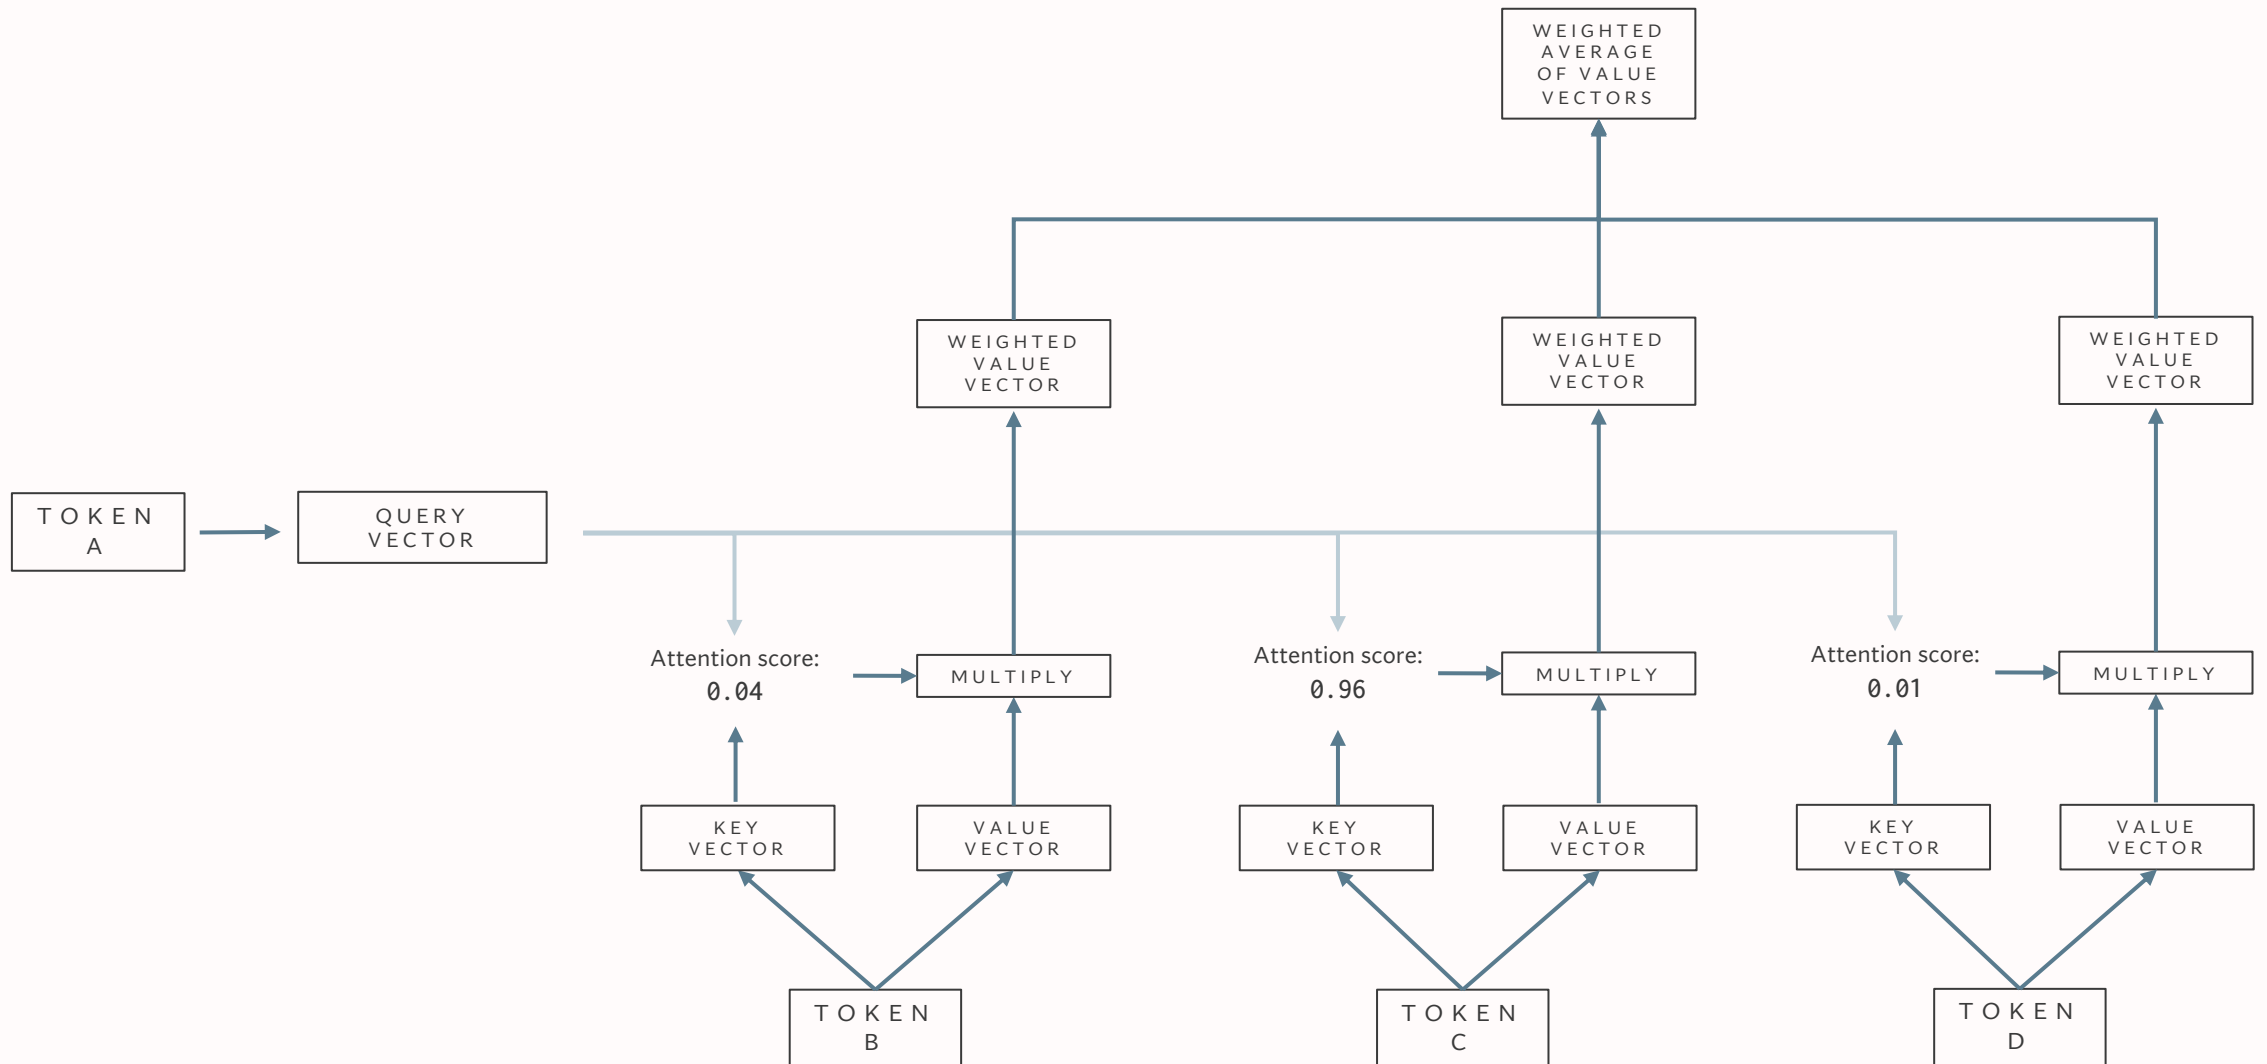 WEIGHTED
AVERAGE
OF VALUE
VECTORS
WEIGHTED
VALUE
VECTOR
WEIGHTED
VALUE
VECTOR
WEIGHTED
VALUE
VECTOR
TOKEN
A
QUERY
VECTOR
Attention score:
0.04
MULTIPLY
Attention score:
0.96
MULTIPLY
Attention score:
0.01
MULTIPLY
KEY
VECTOR
VALUE
VECTOR
KEY
VECTOR
VALUE
VECTOR
KEY
VECTOR
VALUE
VECTOR
TOKEN
B
TOKEN
C
TOKEN
D